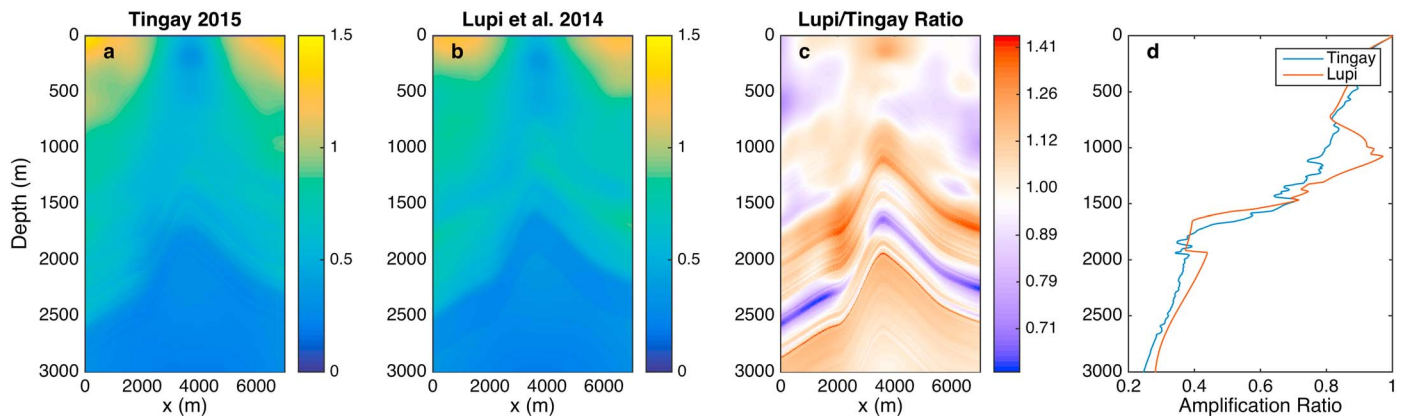 Tingay 2015
Lupi et al. 2014
Lupi/Tingay Ratio
a
b
c
d
Tingay
Lupi
Depth (m)
0
500
1000
1500
2000
2500
3000
0 2000 4000 6000
x (m)
1.5
1
0.5
0
0
500
1000
1500
2000
2500
3000
0 2000 4000 6000
x (m)
1.5
1
0.5
0
0
500
1000
1500
2000
2500
3000
0 2000 4000 6000
x (m)
1.41
1.26
1.12
1.00
0.89
0.79
0.71
0
500
1000
1500
2000
2500
3000
0.2 0.4 0.6 0.8 1
Amplification Ratio